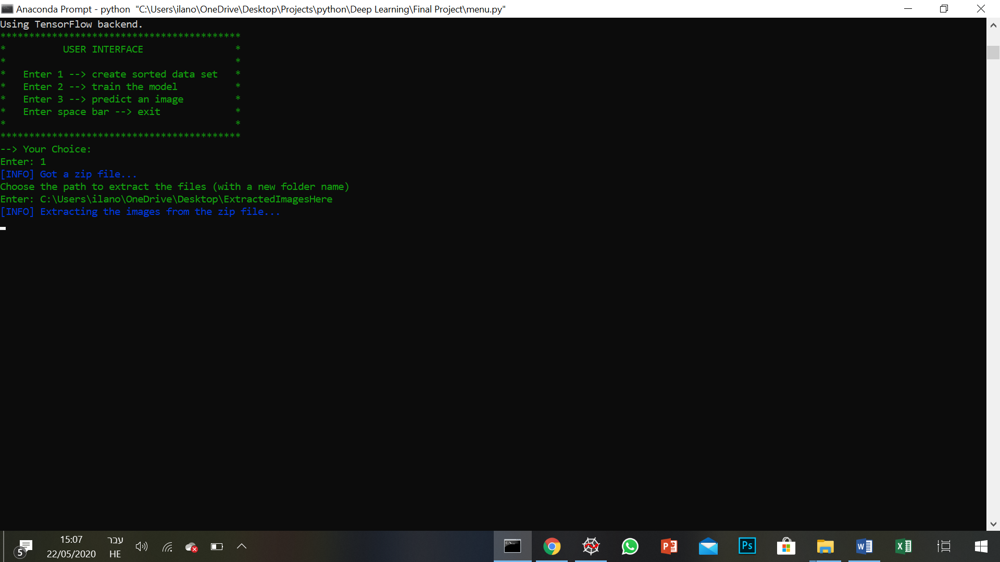 Anaconda Prompt - python  "C:\Users\ilano\OneDrive\Desktop\Projects\python\Deep Learning\Final Project\menu.py"
Using TensorFlow backend.
******************************************
*          USER INTERFACE                *
*                                        *
*   Enter 1 --> create sorted data set   *
*   Enter 2 --> train the model          *
*   Enter 3 --> predict an image         *
*   Enter space bar --> exit             *
*                                        *
******************************************
--> Your Choice:
Enter: 1
[INFO] Got a zip file...
Choose the path to extract the files (with a new folder name)
Enter: C:\Users\ilano\OneDrive\Desktop\ExtractedImagesHere
[INFO] Extracting the images from the zip file...
5
15:07
22/05/2020
עבר
HE
C:\_
P
Ps
W
X